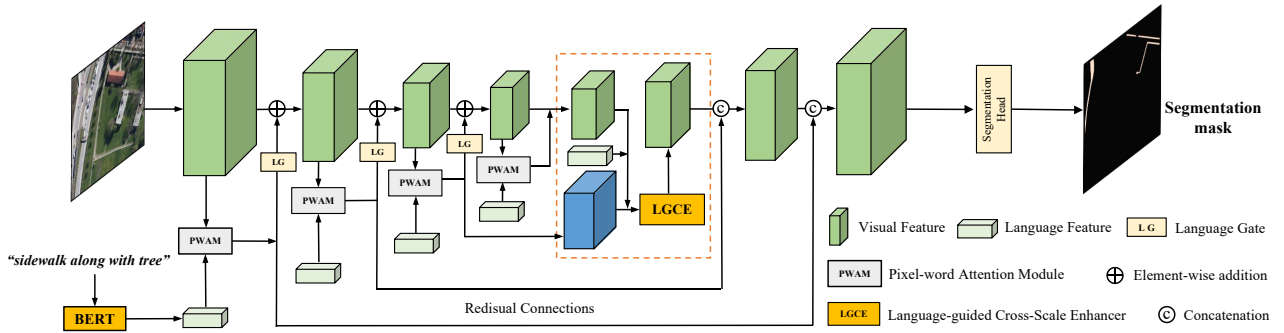 LG
LG
LG
PWAM
PWAM
PWAM
PWAM
C
C
LGCE
Segmentation
Head
Segmentation
mask
“sidewalk along with tree”
BERT
Redisual Connections
Visual Feature
Language Feature
L G
Language Gate
PWAM
Pixel-word Attention Module
Element-wise addition
LGCE
Language-guided Cross-Scale Enhancer
C
Concatenation